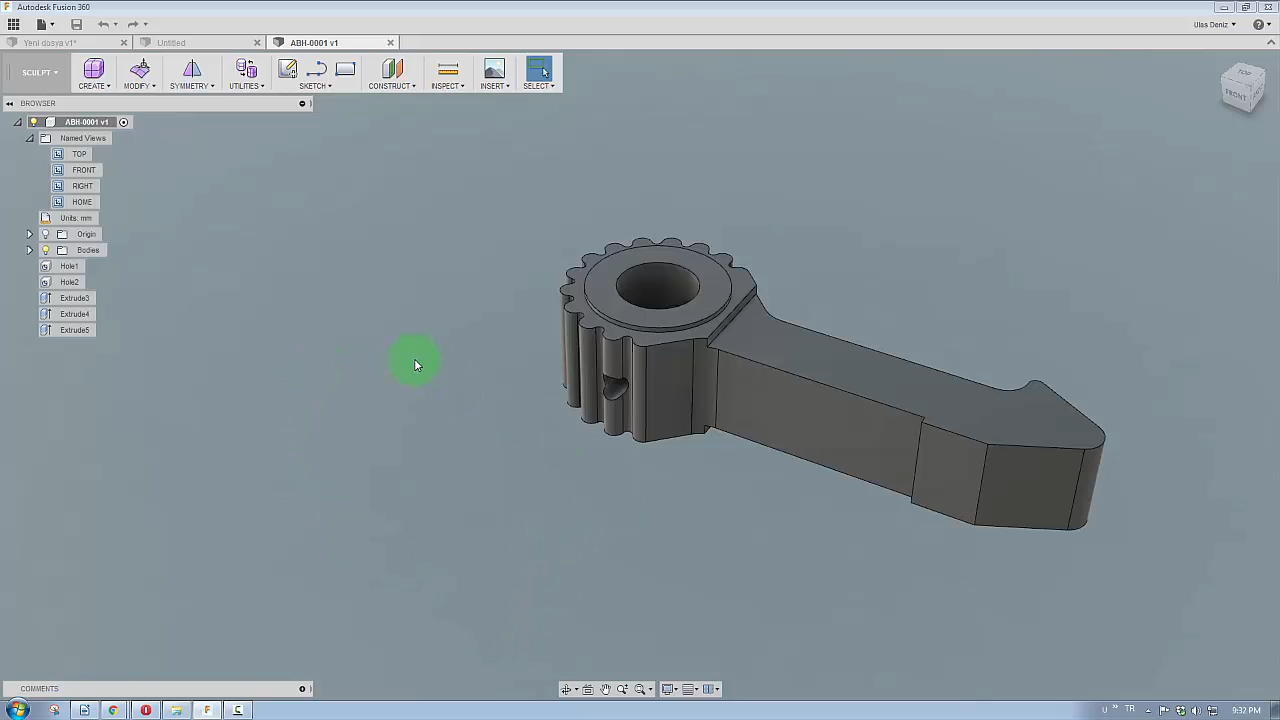 Autodesk Fusion 360
Ulas Deniz
Yeni dosya v1*
Untitled
ABH-0001 v1
SCULPT
CREATE
MODIFY
SYMMETRY
UTILITIES
SKETCH
CONSTRUCT
INSPECT
INSERT
SELECT
TOP
FRONT
BROWSER
ABH-0001 v1
Named Views
TOP
FRONT
RIGHT
HOME
Units: mm
Origin
Bodies
Hole1
Hole2
Extrude3
Extrude4
Extrude5
COMMENTS
TR
9:32 PM